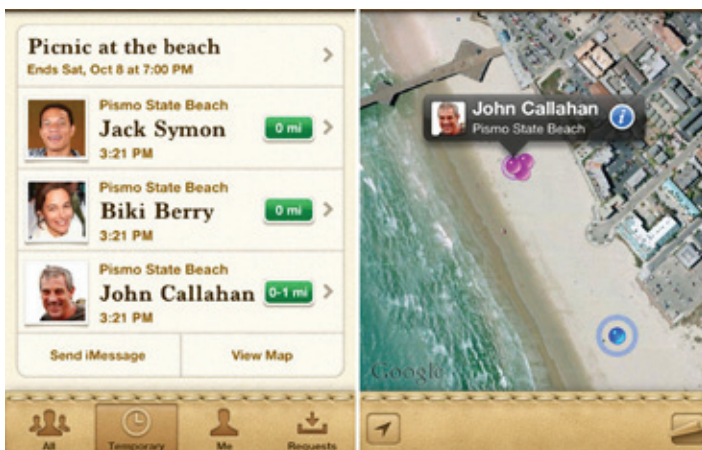 Picnic at the beach
Ends Sat, Oct 8 at 7:00 PM
Pismo State Beach
Jack Symon
0 mi
3:21 PM
Pismo State Beach
Biki Berry
0 mi
3:21 PM
Pismo State Beach
John Callahan
0-1 mi
3:21 PM
Send iMessage
View Map
All
Temporary
Me
Requests
John Callahan
Pismo State Beach
Google